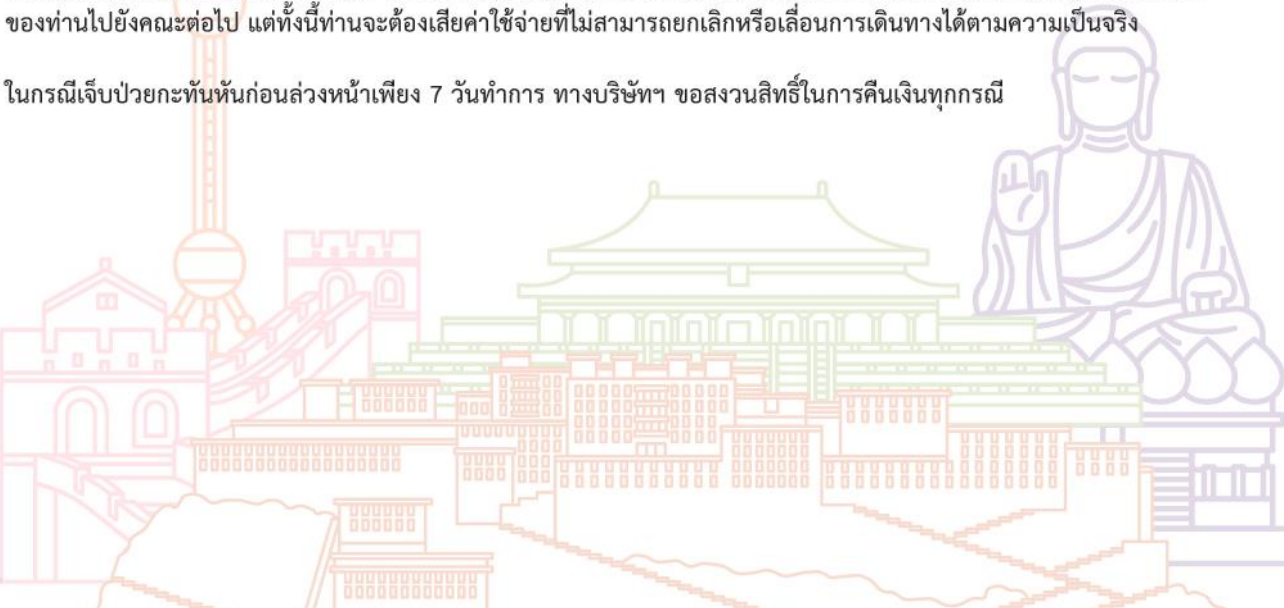 ของท่านไปยังคณะต่อไป แต่ทั้งนี้ท่านจะต้องเสียค่าใช้จ่ายที่ไม่สามารถยกเลิกหรือเลื่อนการเดินทางได้ตามความเป็นจริง
ในกรณีเจ็บป่วยกะทันหันก่อนล่วงหน้าเพียง 7 วันทำการ ทางบริษัทฯ ขอสงวนสิทธิ์ในการคืนเงินทุกกรณี